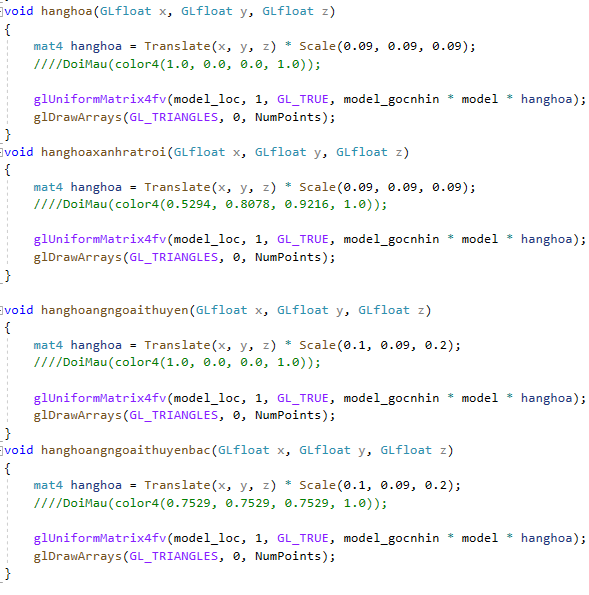 void hanghoa(GLfloat x, GLfloat y, GLfloat z)
{
    mat4 hanghoa = Translate(x, y, z) * Scale(0.09, 0.09, 0.09);
    ////DoiMau(color4(1.0, 0.0, 0.0, 1.0));

    glUniformMatrix4fv(model_loc, 1, GL_TRUE, model_gocnhin * model * hanghoa);
    glDrawArrays(GL_TRIANGLES, 0, NumPoints);
}
void hanghoaxanhratroi(GLfloat x, GLfloat y, GLfloat z)
{
    mat4 hanghoa = Translate(x, y, z) * Scale(0.09, 0.09, 0.09);
    ////DoiMau(color4(0.5294, 0.8078, 0.9216, 1.0));

    glUniformMatrix4fv(model_loc, 1, GL_TRUE, model_gocnhin * model * hanghoa);
    glDrawArrays(GL_TRIANGLES, 0, NumPoints);
}

void hanghoangngoaithuyen(GLfloat x, GLfloat y, GLfloat z)
{
    mat4 hanghoa = Translate(x, y, z) * Scale(0.1, 0.09, 0.2);
    ////DoiMau(color4(1.0, 0.0, 0.0, 1.0));

    glUniformMatrix4fv(model_loc, 1, GL_TRUE, model_gocnhin * model * hanghoa);
    glDrawArrays(GL_TRIANGLES, 0, NumPoints);
}
void hanghoangngoaithuyenbac(GLfloat x, GLfloat y, GLfloat z)
{
    mat4 hanghoa = Translate(x, y, z) * Scale(0.1, 0.09, 0.2);
    ////DoiMau(color4(0.7529, 0.7529, 0.7529, 1.0));

    glUniformMatrix4fv(model_loc, 1, GL_TRUE, model_gocnhin * model * hanghoa);
    glDrawArrays(GL_TRIANGLES, 0, NumPoints);
}